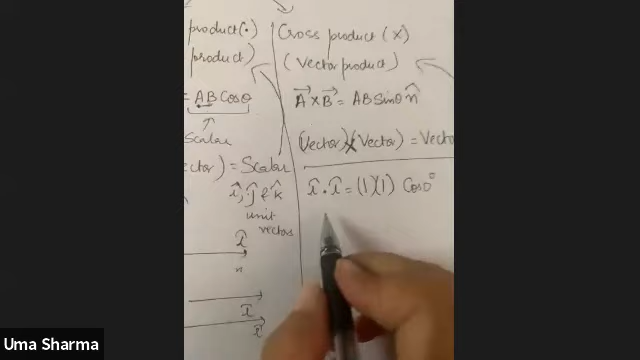 product(·)
product)
= AB Cosθ
Scalar
ector) = Scalar
î, ĵ & k̂
unit
vectors
î
n
î
î
Cross product (×)
(Vector product)
A⃗ × B⃗ = AB Sinθ n̂
(Vector) × (Vector) = Vecto
î · î = (1)(1) Cos0°
Uma Sharma